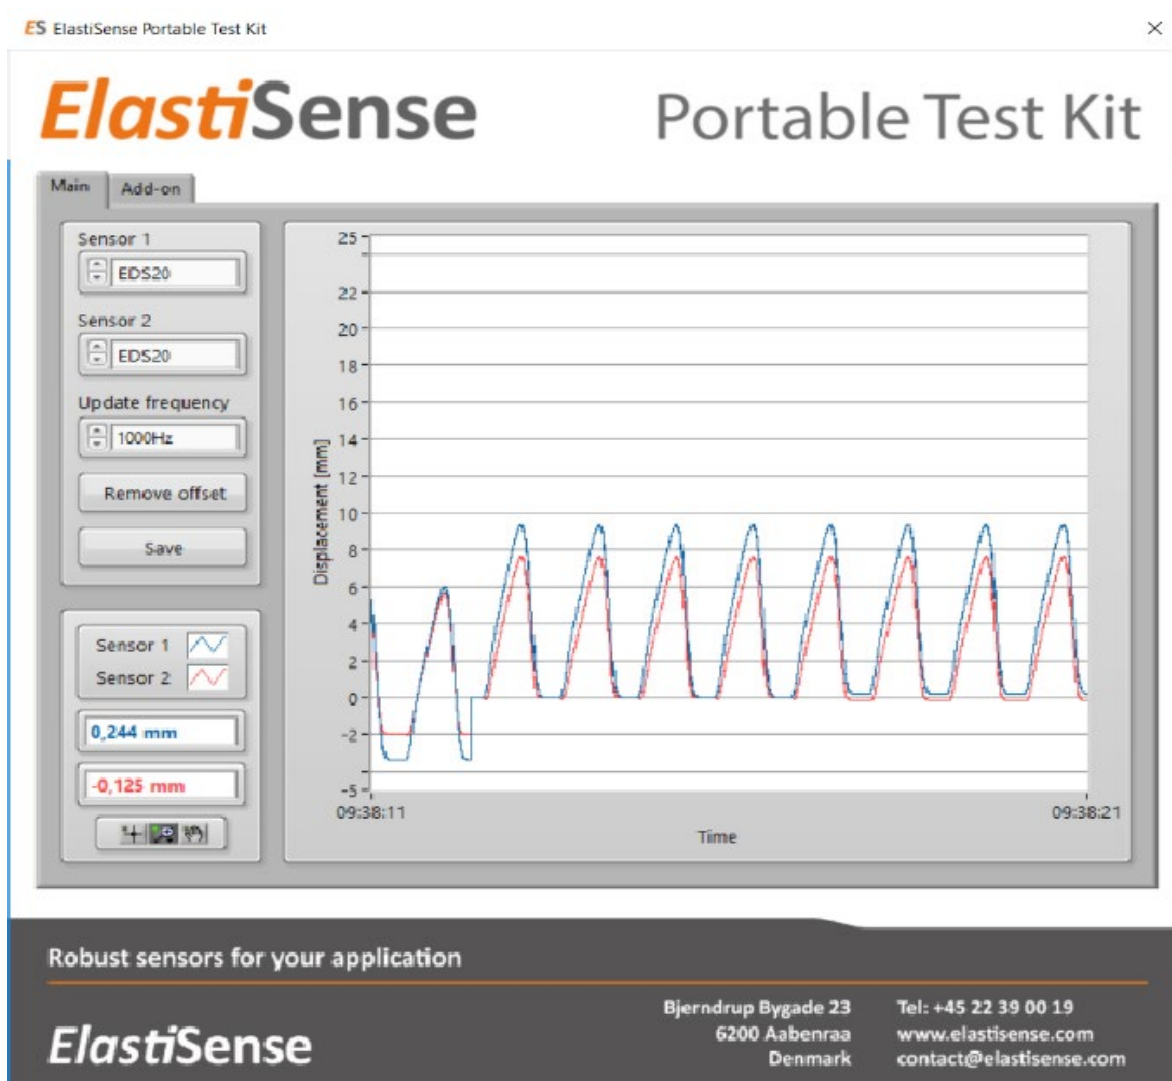 ES ElastiSense Portable Test Kit
ElastiSense
Portable Test Kit
Main
Add-on
Sensor 1
EDS20
Sensor 2
EDS20
Update frequency
1000Hz
Remove offset
Save
Sensor 1
Sensor 2
0,244 mm
-0,125 mm
Displacement [mm]
25
22
20
18
16
14
12
10
8
6
4
2
0
-2
-5
09:38:11
09:38:21
Time
Robust sensors for your application
ElastiSense
Bjerndrup Bygade 23
6200 Aabenraa
Denmark
Tel: +45 22 39 00 19
www.elastisense.com
contact@elastisense.com